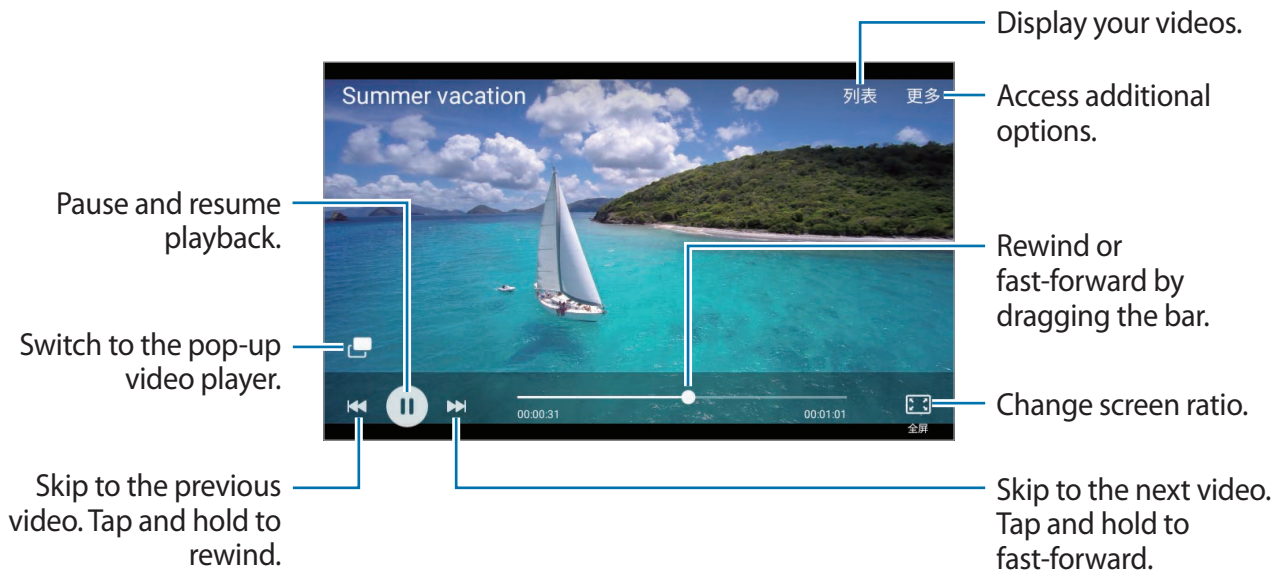 Display your videos.
Summer vacation
列表
更多
Access additional
options.
Pause and resume
playback.
Rewind or
fast-forward by
dragging the bar.
Switch to the pop-up
video player.
00:00:31
00:01:01
全屏
Change screen ratio.
Skip to the previous
video. Tap and hold to
rewind.
Skip to the next video.
Tap and hold to
fast-forward.